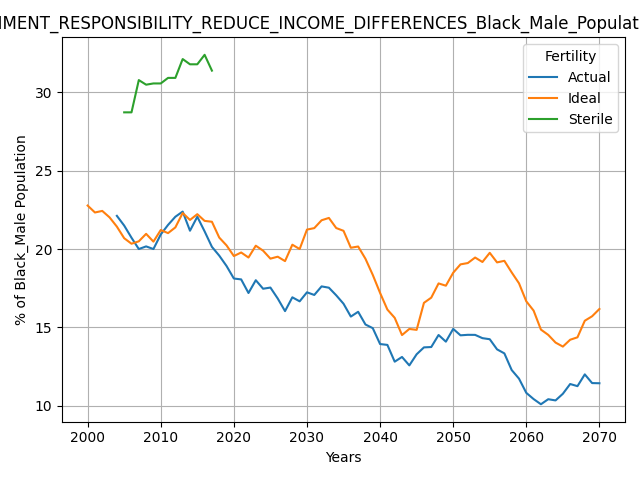 NMENT_RESPONSIBILITY_REDUCE_INCOME_DIFFERENCES_Black_Male_Populat
Fertility
Actual
Ideal
Sterile
% of Black_Male Population
30
25
20
15
10
2000 2010 2020 2030 2040 2050 2060 2070
Years